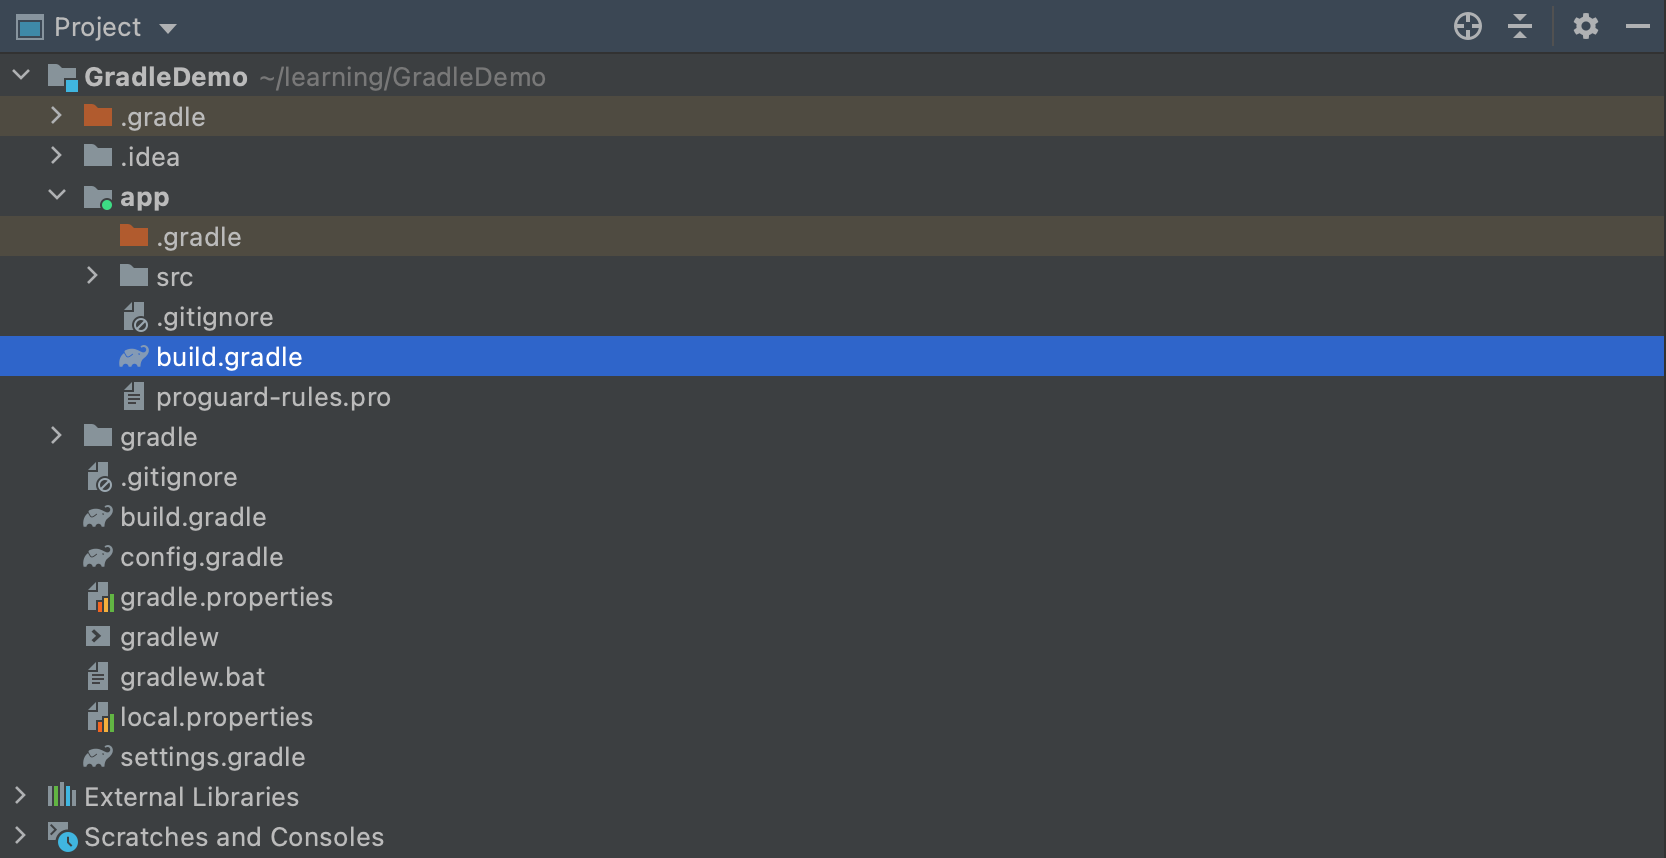 Project
GradleDemo ~/learning/GradleDemo
.gradle
.idea
app
.gradle
src
.gitignore
build.gradle
proguard-rules.pro
gradle
.gitignore
build.gradle
config.gradle
gradle.properties
gradlew
gradlew.bat
local.properties
settings.gradle
External Libraries
Scratches and Consoles